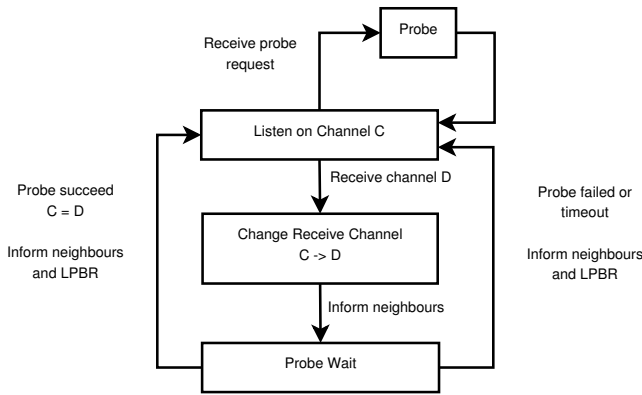 Probe
Receive probe
request
Listen on Channel C
Receive channel D
Probe succeed
C = D
Inform neighbours
and LPBR
Change Receive Channel
C -> D
Probe failed or
timeout
Inform neighbours
and LPBR
Inform neighbours
Probe Wait